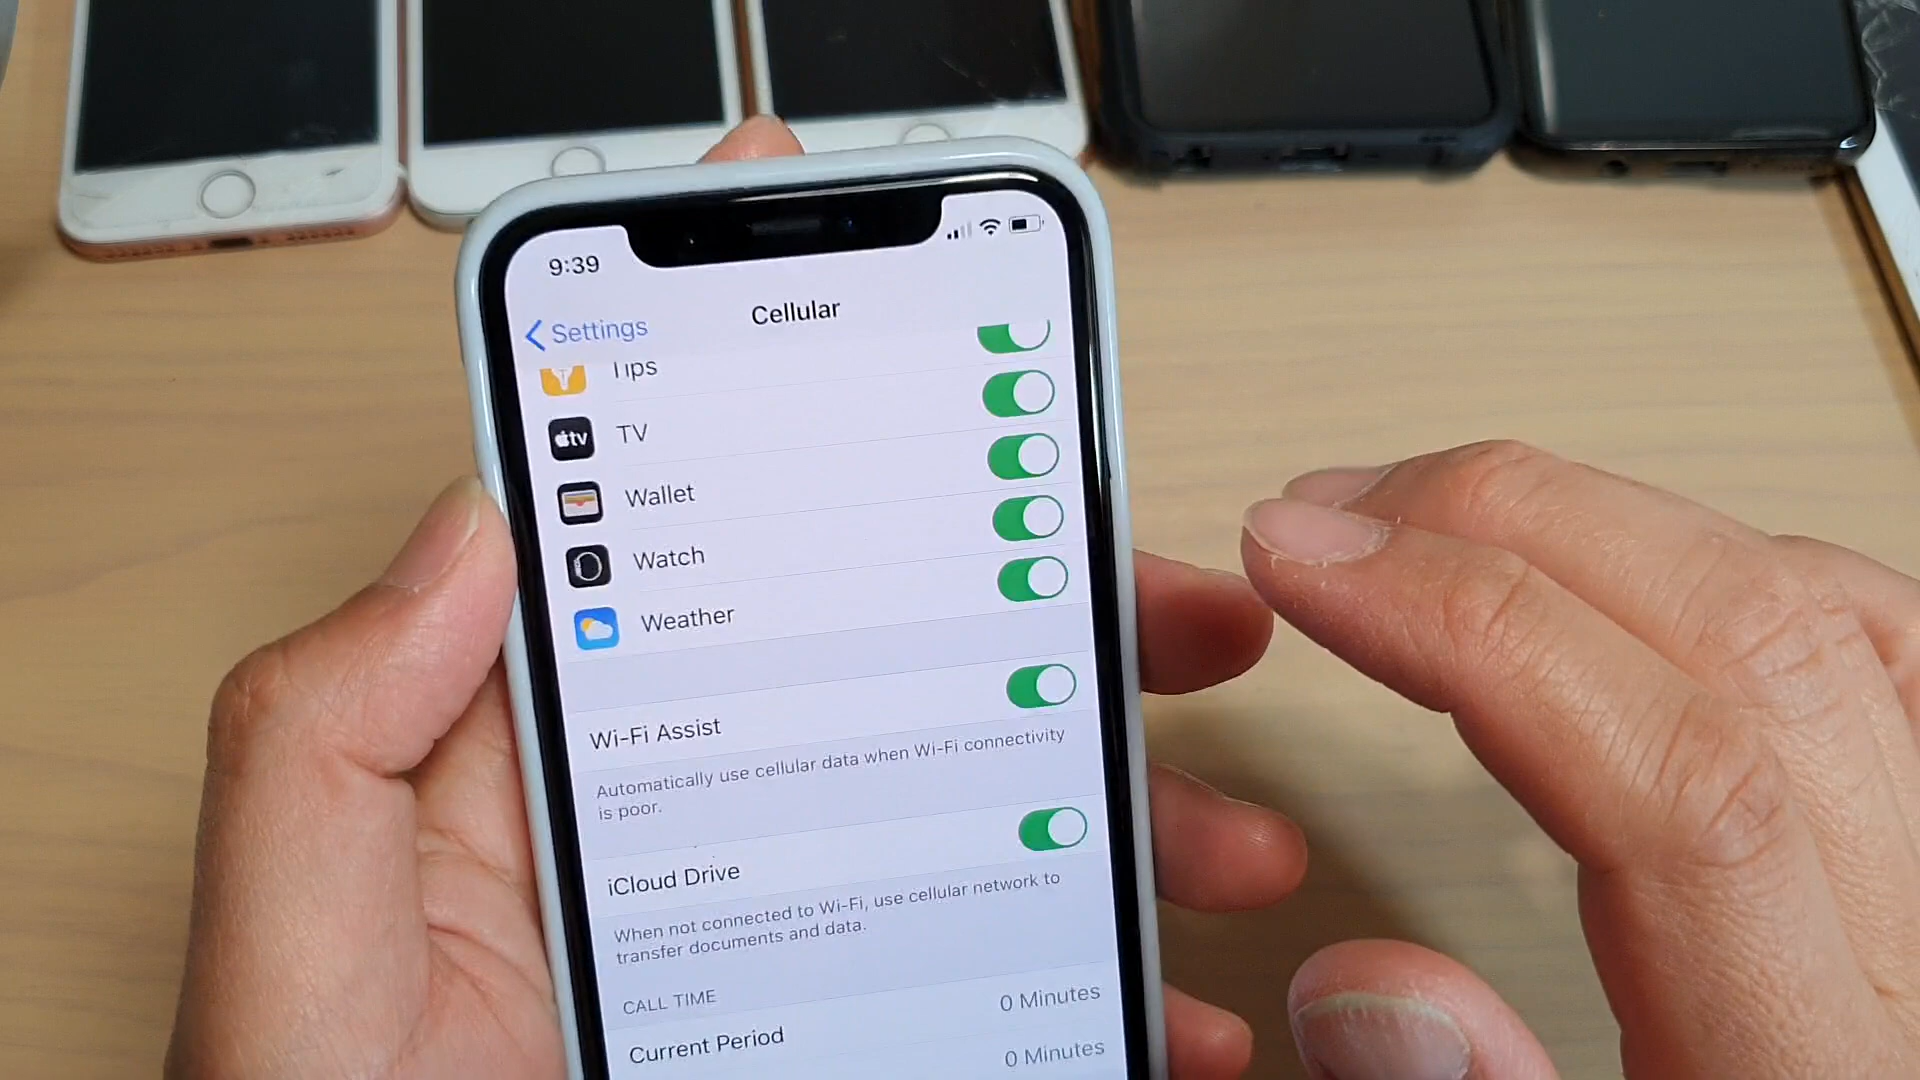 9:39
Settings
Cellular
Tips
tv
TV
Wallet
Watch
Weather
Wi-Fi Assist
Automatically use cellular data when Wi-Fi connectivity
is poor.
iCloud Drive
When not connected to Wi-Fi, use cellular network to
transfer documents and data.
CALL TIME
Current Period
0 Minutes
0 Minutes